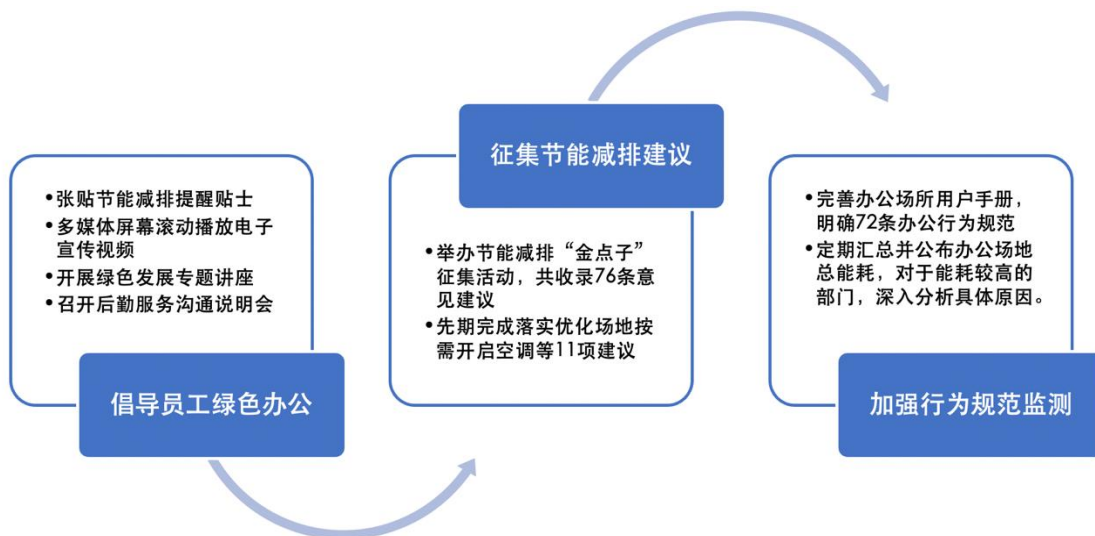 •张贴节能减排提醒贴士
•多媒体屏幕滚动播放电子
宣传视频
•开展绿色发展专题讲座
•召开后勤服务沟通说明会
倡导员工绿色办公
征集节能减排建议
•举办节能减排“金点子”
征集活动，共收录76条意
见建议
•先期完成落实优化场地按
需开启空调等11项建议
•完善办公场所用户手册，
明确72条办公行为规范
•定期汇总并公布办公场地
总能耗，对于能耗较高的
部门，深入分析具体原因。
加强行为规范监测